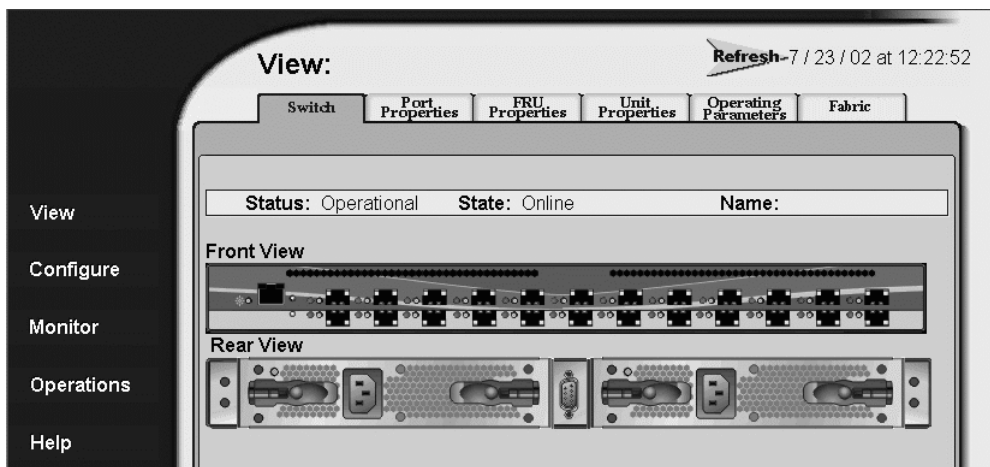 View:
Refresh-7 / 23 / 02 at 12:22:52
Switch
Port Properties
FRU Properties
Unit Properties
Operating Parameters
Fabric
View
Configure
Monitor
Operations
Help
Status: Operational State: Online Name:
Front View
Rear View